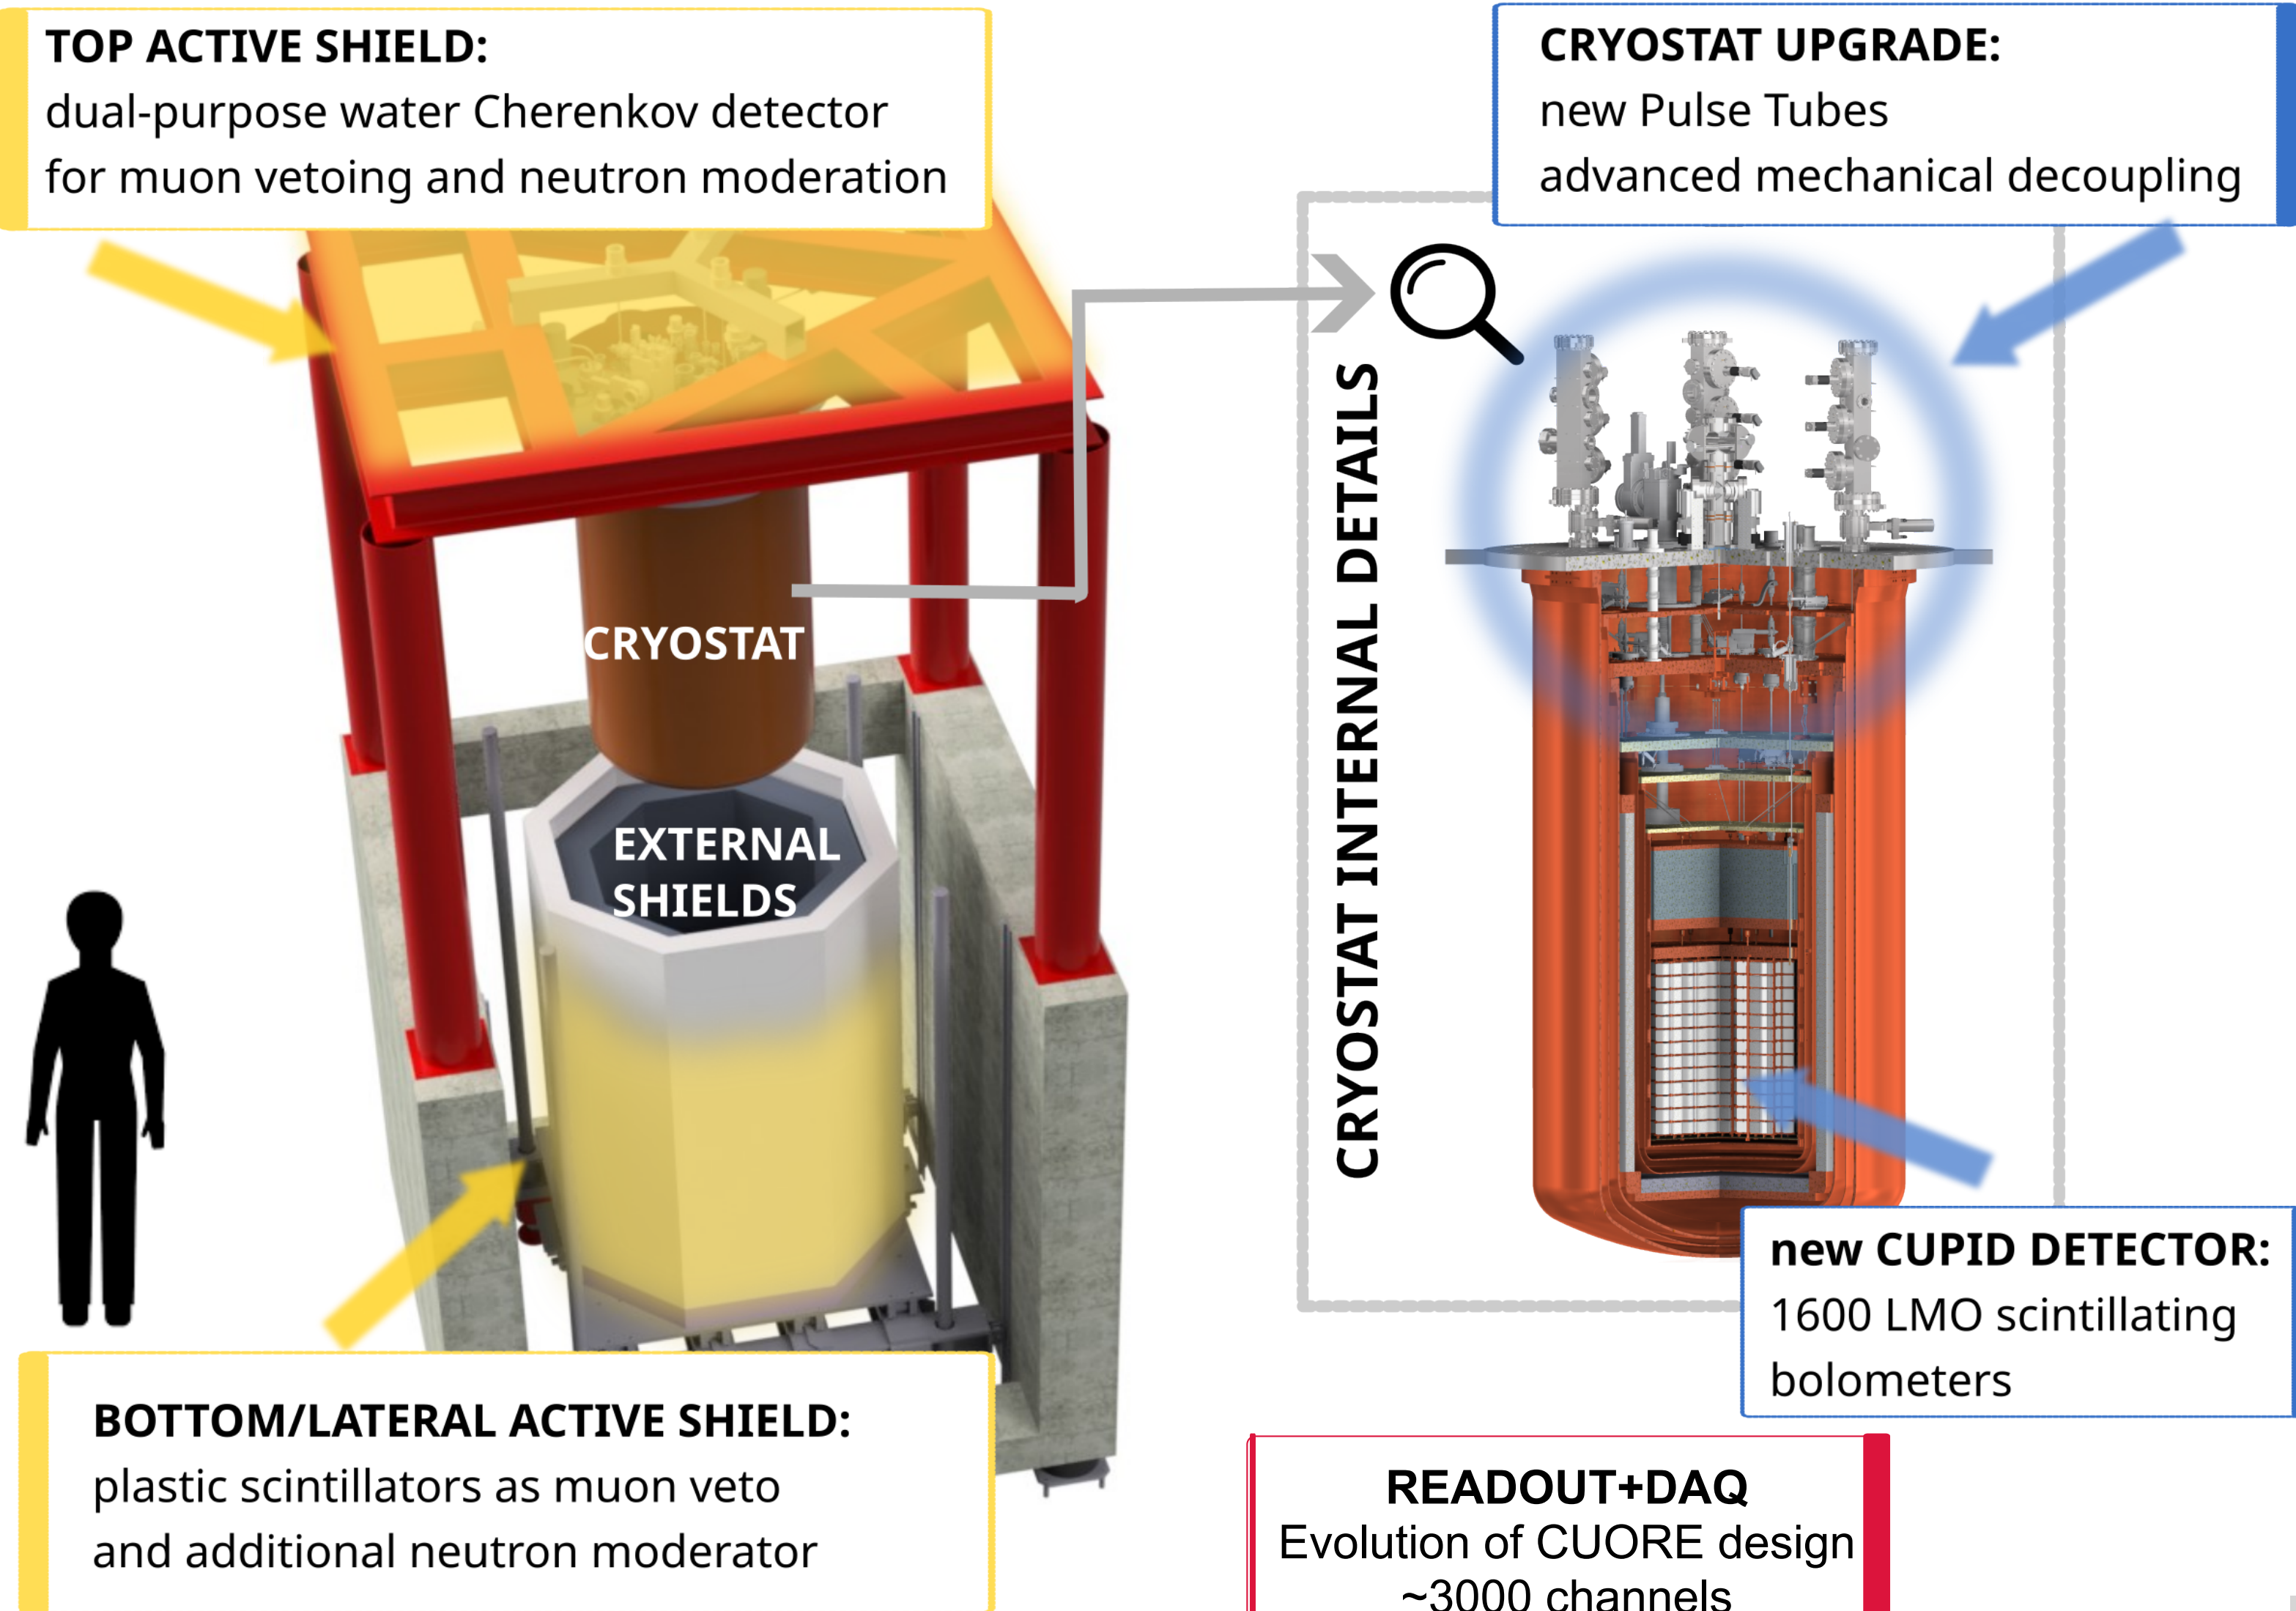 TOP ACTIVE SHIELD:
dual-purpose water Cherenkov detector
for muon vetoing and neutron moderation
CRYOSTAT UPGRADE:
new Pulse Tubes
advanced mechanical decoupling
CRYOSTAT INTERNAL DETAILS
CRYOSTAT
EXTERNAL
SHIELDS
new CUPID DETECTOR:
1600 LMO scintillating
bolometers
BOTTOM/LATERAL ACTIVE SHIELD:
plastic scintillators as muon veto
and additional neutron moderator
READOUT+DAQ
Evolution of CUORE design
~3000 channels